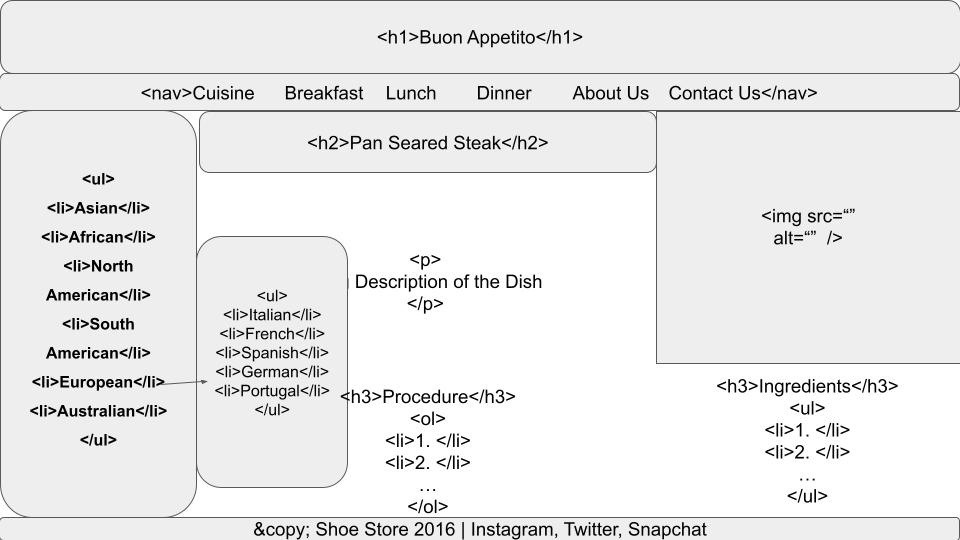 <h1>Buon Appetito</h1>
<nav>Cuisine Breakfast Lunch Dinner About Us Contact Us</nav>
<ul>
<li>Asian</li>
<li>African</li>
<li>North
American</li>
<li>South
American</li>
<li>European</li>
<li>Australian</li>
</ul>
<ul>
<li>Italian</li>
<li>French</li>
<li>Spanish</li>
<li>German</li>
<li>Portugal</li>
</ul>
<h2>Pan Seared Steak</h2>
<p>
Description of the Dish
</p>
<h3>Procedure</h3>
<ol>
<li>1. </li>
<li>2. </li>
…
</ol>
<img src=“”
alt=“” />
<h3>Ingredients</h3>
<ul>
<li>1. </li>
<li>2. </li>
…
</ul>
&copy; Shoe Store 2016 | Instagram, Twitter, Snapchat